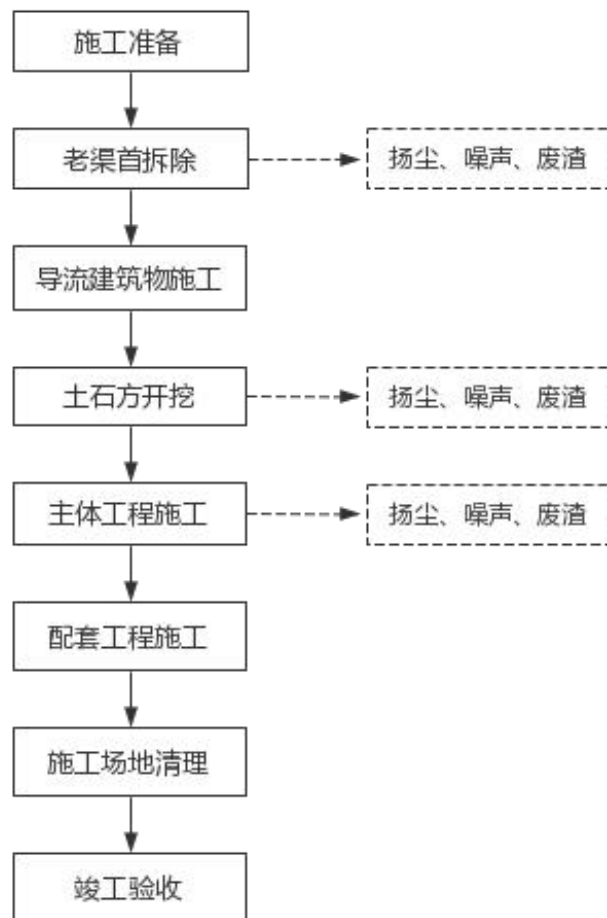 施工准备
老渠首拆除
扬尘、噪声、废渣
导流建筑物施工
土石方开挖
扬尘、噪声、废渣
主体工程施工
扬尘、噪声、废渣
配套工程施工
施工场地清理
竣工验收